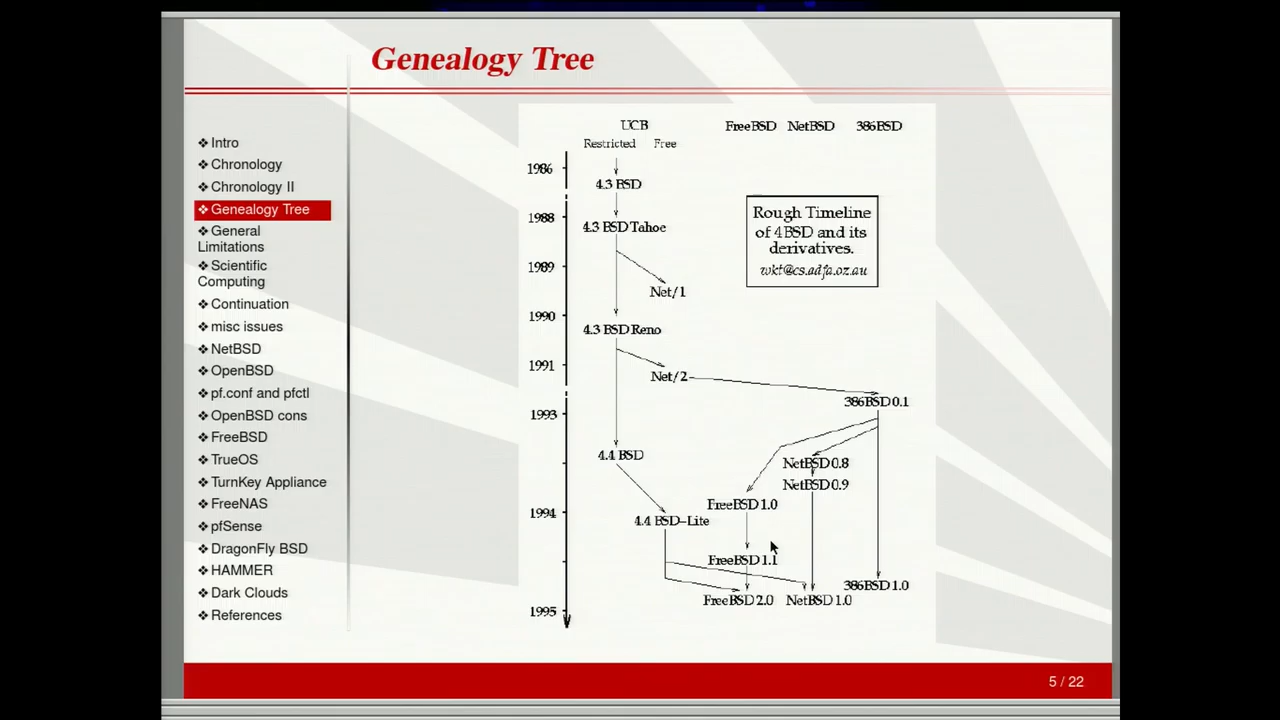 Genealogy Tree
❖ Intro
❖ Chronology
❖ Chronology II
❖ Genealogy Tree
❖ General
Limitations
❖ Scientific
Computing
❖ Continuation
❖ misc issues
❖ NetBSD
❖ OpenBSD
❖ pf.conf and pfctl
❖ OpenBSD cons
❖ FreeBSD
❖ TrueOS
❖ TurnKey Appliance
❖ FreeNAS
❖ pfSense
❖ DragonFly BSD
❖ HAMMER
❖ Dark Clouds
❖ References
UCB FreeBSD NetBSD 386BSD
Restricted Free
1986
4.3 BSD
1988
4.3 BSD Tahoe
Rough Timeline
of 4BSD and its
derivatives.
wkt@cs.adfa.oz.au
1989
Net/1
1990
4.3 BSD Reno
1991
Net/2
386BSD 0.1
1993
4.4 BSD
NetBSD 0.8
NetBSD 0.9
FreeBSD 1.0
1994
4.4 BSD-Lite
FreeBSD 1.1
386BSD 1.0
FreeBSD 2.0 NetBSD 1.0
1995
5 / 22